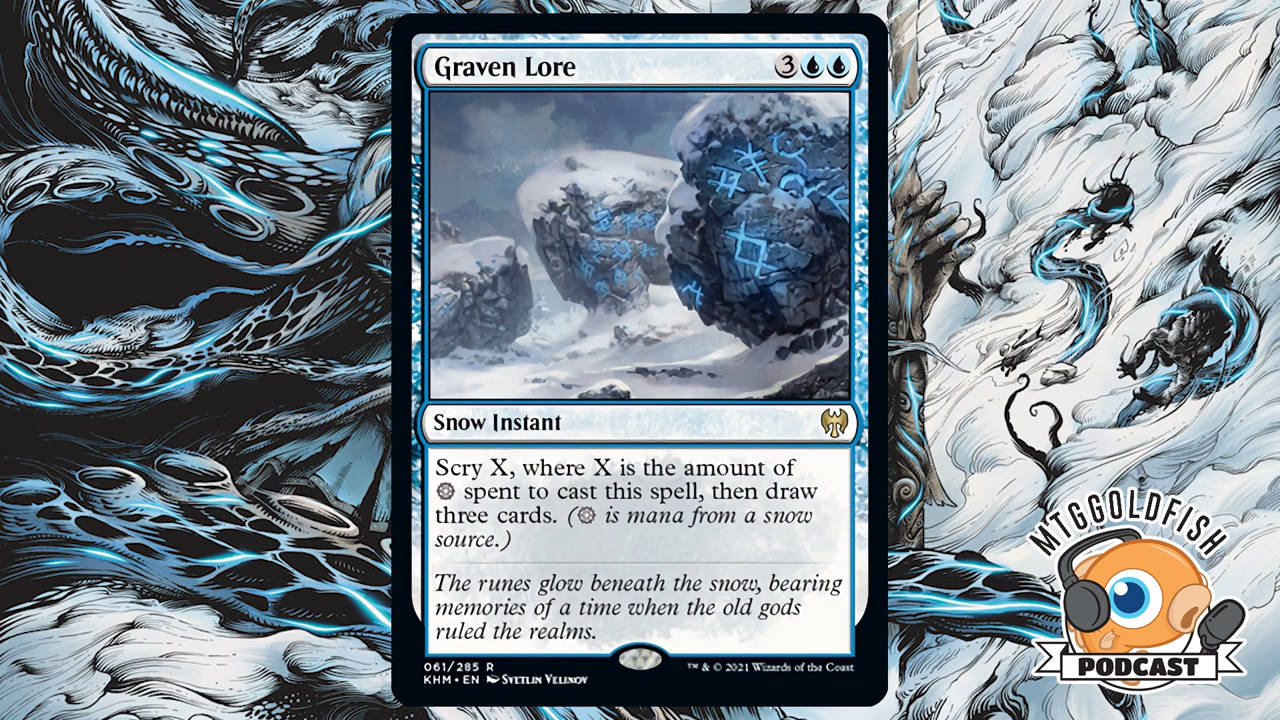 Graven Lore 3
Snow Instant
Scry X, where X is the amount of
spent to cast this spell, then draw
three cards. ( is mana from a snow
source.)
The runes glow beneath the snow, bearing
memories of a time when the old gods
ruled the realms.
061/285 R
KHM • EN Svetlin Velinov
™ & © 2021 Wizards of the Coast
MTGGOLDFISH
PODCAST